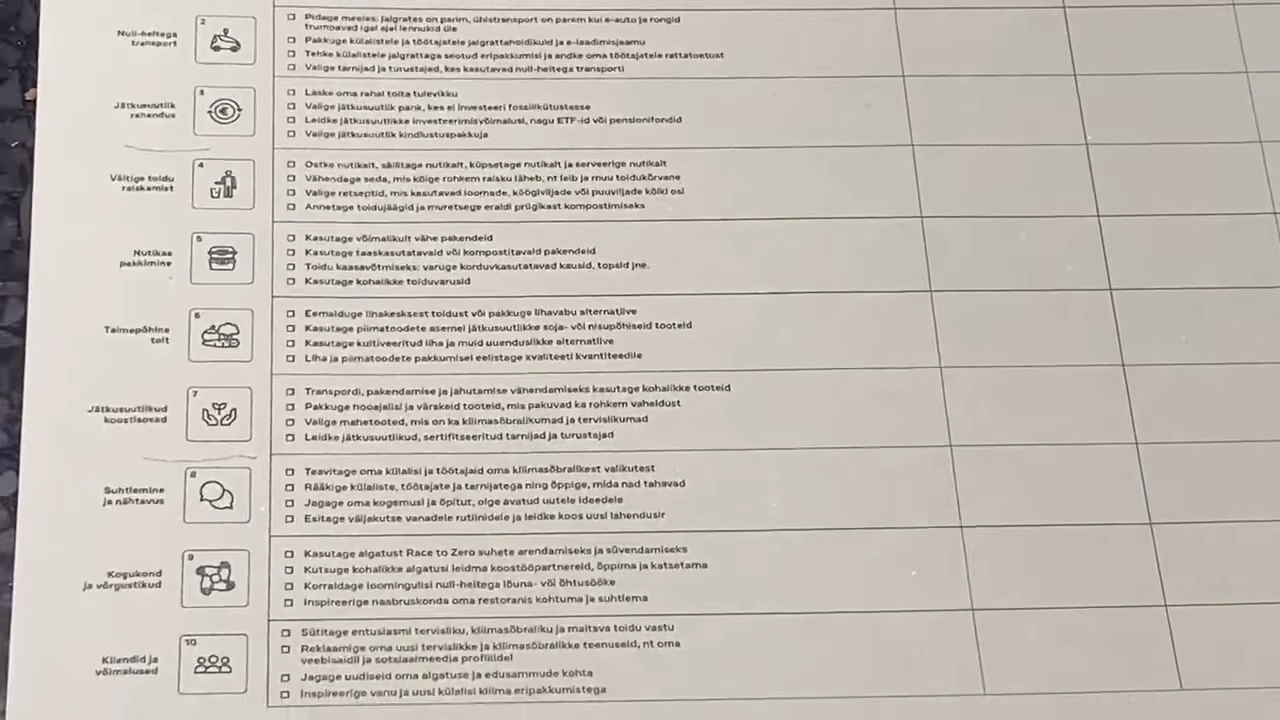 2
Null-heitega
transport
Pidage meeles: jalgratas on parim, ühistransport on parem kui e-auto ja rongid
trumpavad igal ajal lennukid üle
Pakkuge külalistele ja töötajatele jalgrattahoidikuid ja e-laadimisjaamu
Tehke külalistele jalgrattaga seotud eripakkumisi ja andke oma töötajatele rattatoetust
Valige tarnijad ja turustajad, kes kasutavad null-heitega transporti
3
Jätkusuutlik
rahandus
Laske oma rahal toita tulevikku
Valige jätkusuutlik pank, kes ei investeeri fossiilkütustesse
Leidke jätkusuutlikke investeerimisvõimalusi, nagu ETF-id või pensionifondid
Valige jätkusuutlik kindlustuspakkuja
4
Vältige toidu
raiskamist
Ostke nutikalt, säilitage nutikalt, küpsetage nutikalt ja serveerige nutikalt
Vähendage seda, mis kõige rohkem raisku läheb, nt leib ja muu toidukõrvane
Valige retseptid, mis kasutavad loomade, köögiviljade või puuviljade kõiki osi
Annetage toidujäägid ja muretsege eraldi prügikast kompostimiseks
5
Nutikas
pakkimine
Kasutage võimalikult vähe pakendeid
Kasutage taaskasutatavaid või kompostitavaid pakendeid
Toidu kaasavõtmiseks: varuge korduvkasutatavad kausid, topsid jne.
Kasutage kohalikke toiduvarusid
6
Taimepõhine
toit
Eemalduge lihakesksest toidust või pakkuge lihavabu alternatiive
Kasutage piimatoodete asemel jätkusuutlikke soja- või nisupõhiseid tooteid
Kasutage kultiveeritud liha ja muid uuenduslikke alternatiive
Liha ja piimatoodete pakkumisel eelistage kvaliteeti kvantiteedile
7
Jätkusuutlikud
koostisosad
Transpordi, pakendamise ja jahutamise vähendamiseks kasutage kohalikke tooteid
Pakkuge hooajalisi ja värskeid tooteid, mis pakuvad ka rohkem vaheldust
Valige mahetooted, mis on ka kliimasõbralikumad ja tervislikumad
Leidke jätkusuutlikud, sertifitseeritud tarnijad ja turustajad
8
Suhtlemine
ja nähtavus
Teavitage oma külalisi ja töötajaid oma kliimasõbralikest valikutest
Rääkige külaliste, töötajate ja tarnijatega ning õppige, mida nad tahavad
Jagage oma kogemusi ja õpitut, olge avatud uutele ideedele
Esitage väljakutse vanadele rutiinidele ja leidke koos uusi lahendusi
9
Kogukond
ja võrgustikud
Kasutage algatust Race to Zero suhete arendamiseks ja süvendamiseks
Kutsuge kohalikke algatusi leidma koostööpartnereid, õppima ja katsetama
Korraldage loomingulisi null-heitega lõuna- või õhtusööke
Inspireerige naabruskonda oma restoranis kohtuma ja suhtlema
10
Kliendid ja
võimalused
Sütitage entusiasmi tervisliku, kliimasõbraliku ja maitsva toidu vastu
Reklaamige oma uusi tervislikke ja kliimasõbralikke teenuseid, nt oma
veebisaidil ja sotsiaalmeedia profiilidel
Jagage uudiseid oma algatuse ja edusammude kohta
Inspireerige vanu ja uusi külalisi kliima eripakkumistega